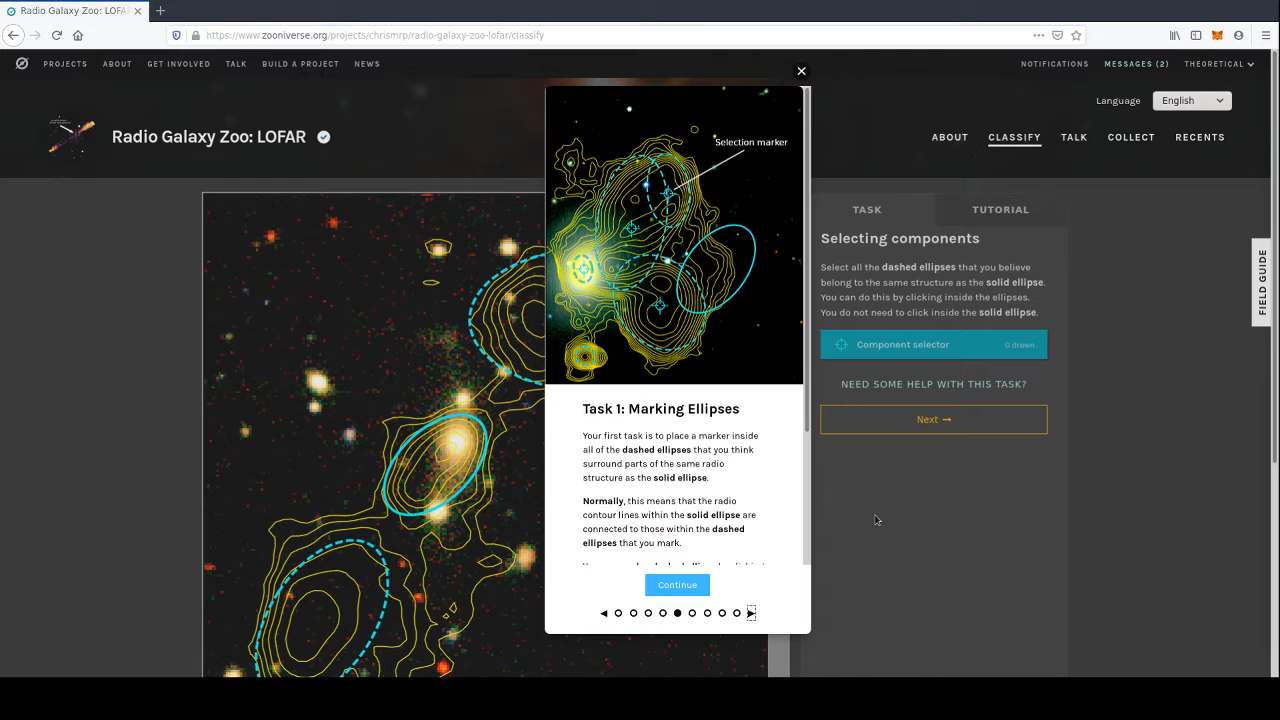 Radio Galaxy Zoo: LOFAR
https://www.zooniverse.org/projects/chrismrp/radio-galaxy-zoo-lofar/classify
PROJECTS ABOUT GET INVOLVED TALK BUILD A PROJECT NEWS
NOTIFICATIONS MESSAGES (2) THEORETICAL
Language English
Radio Galaxy Zoo: LOFAR
ABOUT CLASSIFY TALK COLLECT RECENTS
Selection marker
TASK TUTORIAL
Selecting components
Select all the dashed ellipses that you believe
belong to the same structure as the solid ellipse.
You can do this by clicking inside the ellipses.
You do not need to click inside the solid ellipse.
Component selector 0 drawn
NEED SOME HELP WITH THIS TASK?
Next →
FIELD GUIDE
Task 1: Marking Ellipses
Your first task is to place a marker inside
all of the dashed ellipses that you think
surround parts of the same radio
structure as the solid ellipse.
Normally, this means that the radio
contour lines within the solid ellipse are
connected to those within the dashed
ellipses that you mark.
Continue